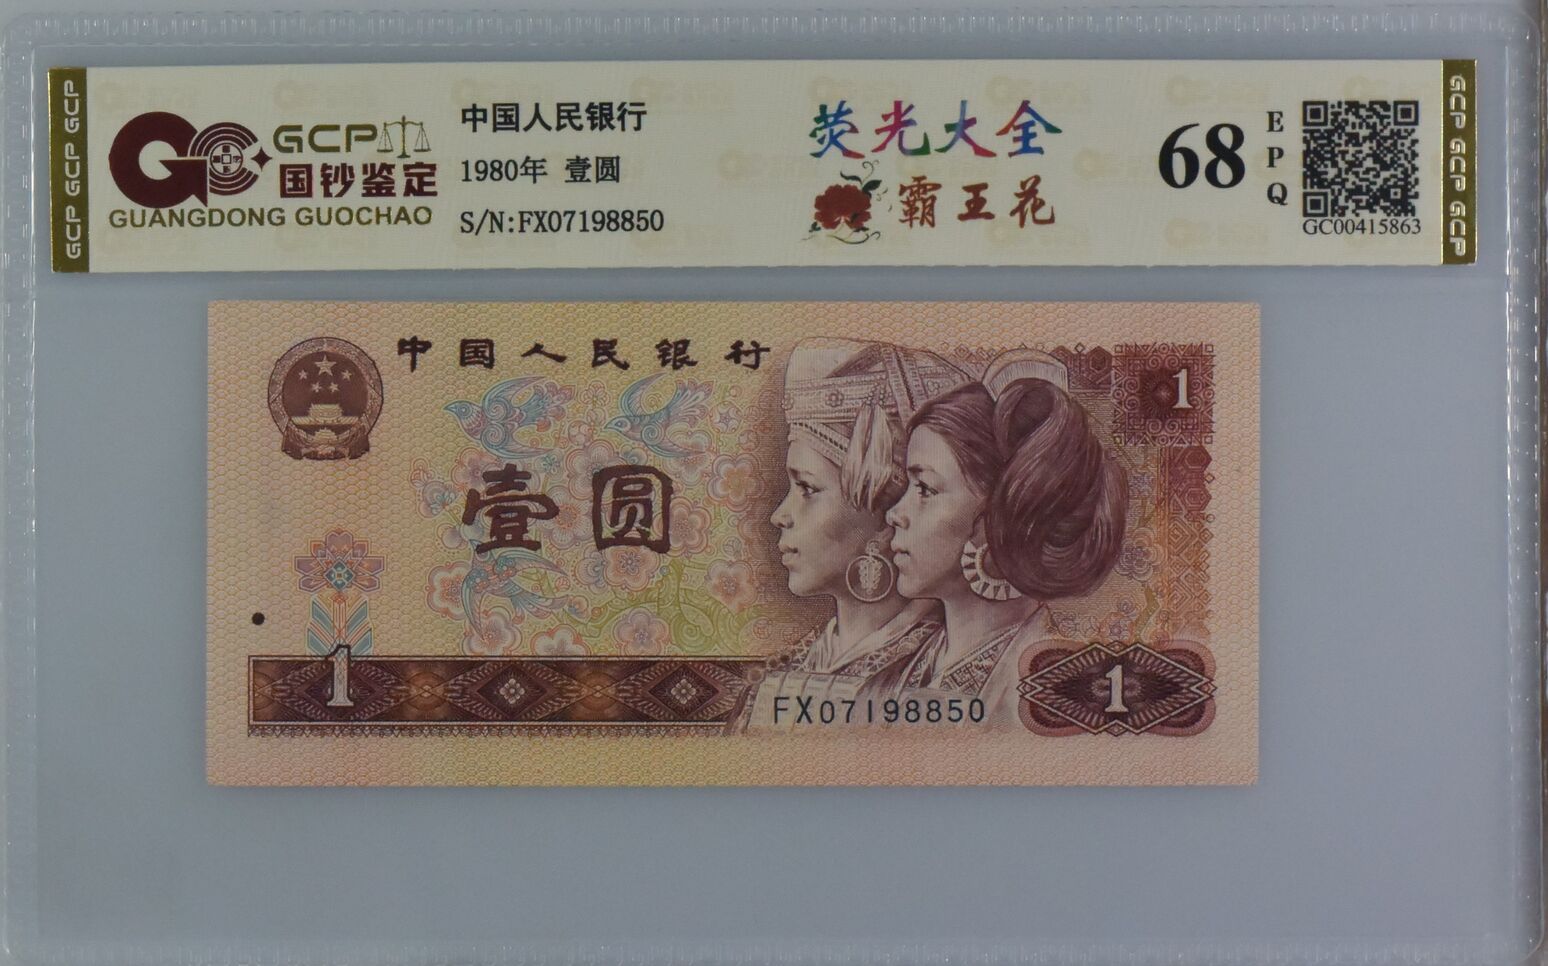 GCP GCP GCP
GCP
国钞鉴定
GUANGDONG GUOCHAO
中国人民银行
1980年 壹圆
S/N:FX07198850
荧光大全
霸王花
68
EPQ
GC00415863
GCP GCP GCP
中国人民银行
1
壹圆
1
FX07198850
1